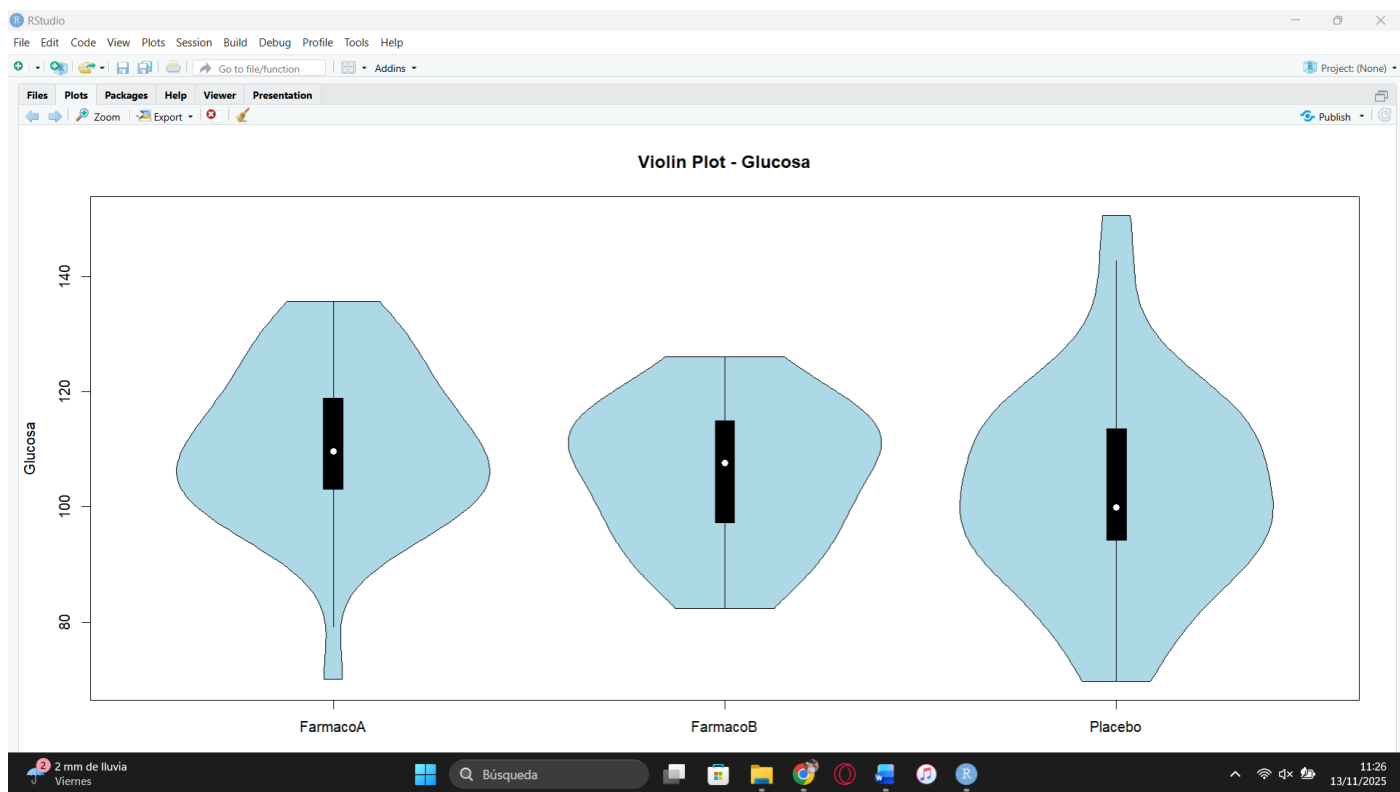 RStudio
File Edit Code View Plots Session Build Debug Profile Tools Help
Go to file/function Addins Project: (None)
Files Plots Packages Help Viewer Presentation
Zoom Export Publish
Violin Plot - Glucosa
140
120
100
80
Glucosa
FarmacoA FarmacoB Placebo
2 2 mm de lluvia
Viernes
Búsqueda
11:26
13/11/2025